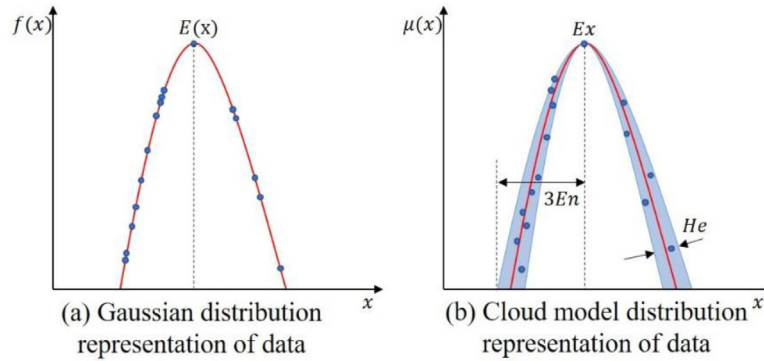 f(x)
E(x)
x
(a) Gaussian distribution
representation of data
μ(x)
Ex
3En
He
x
(b) Cloud model distribution
representation of data